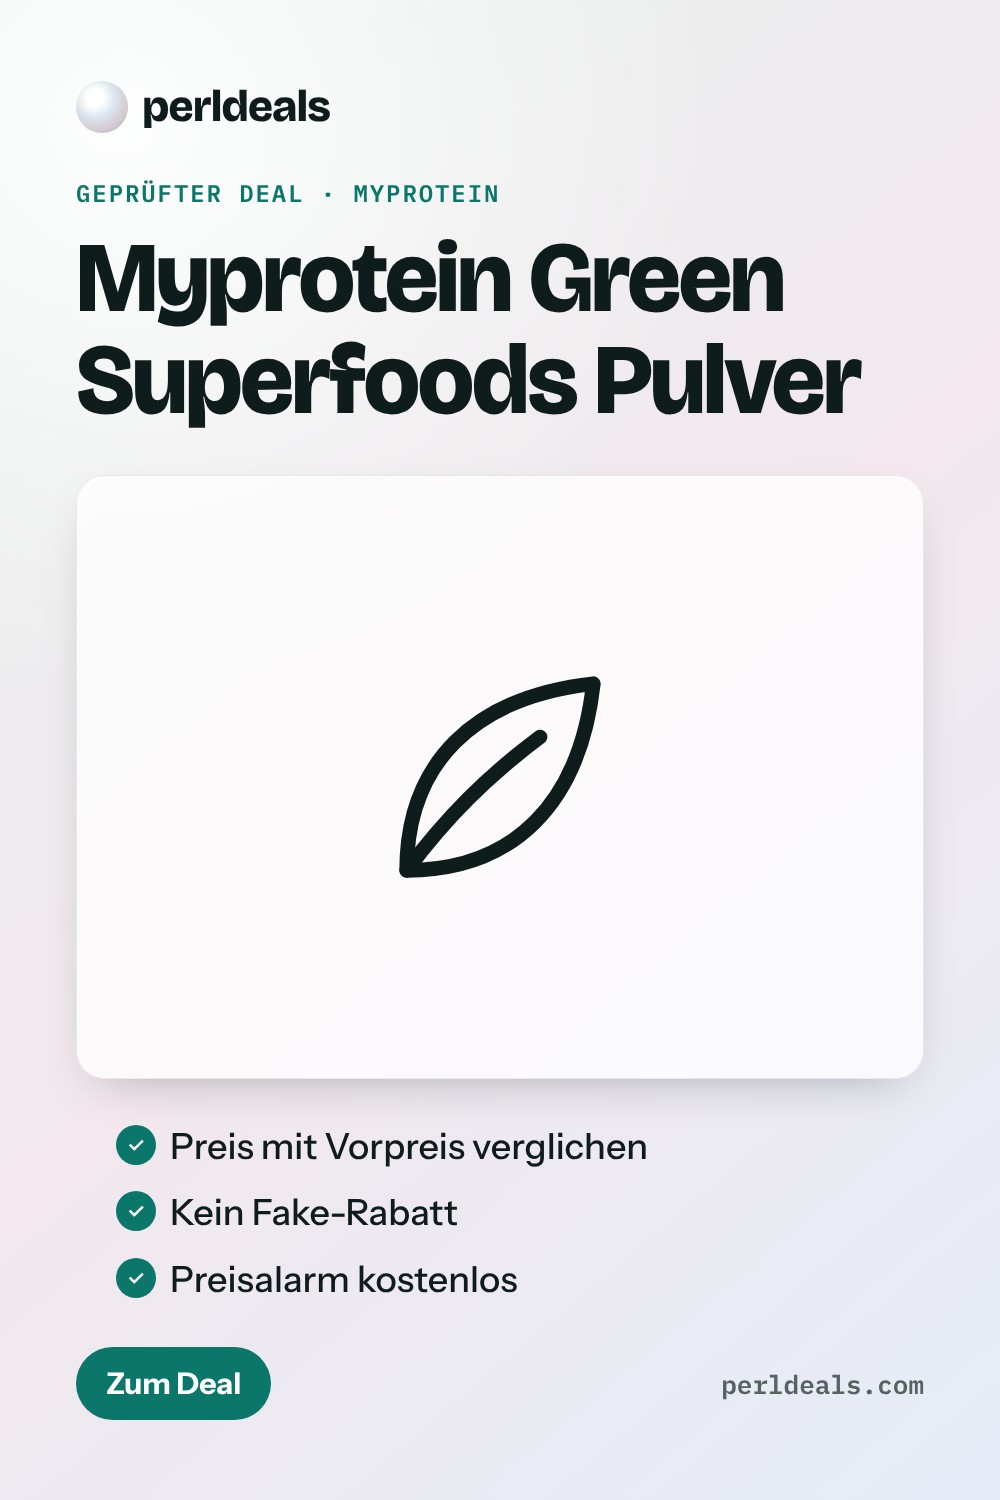 perldeals
GEPRÜFTER DEAL · MYPROTEIN
Myprotein Green
Superfoods Pulver
Preis mit Vorpreis verglichen
Kein Fake-Rabatt
Preisalarm kostenlos
Zum Deal
perldeals.com